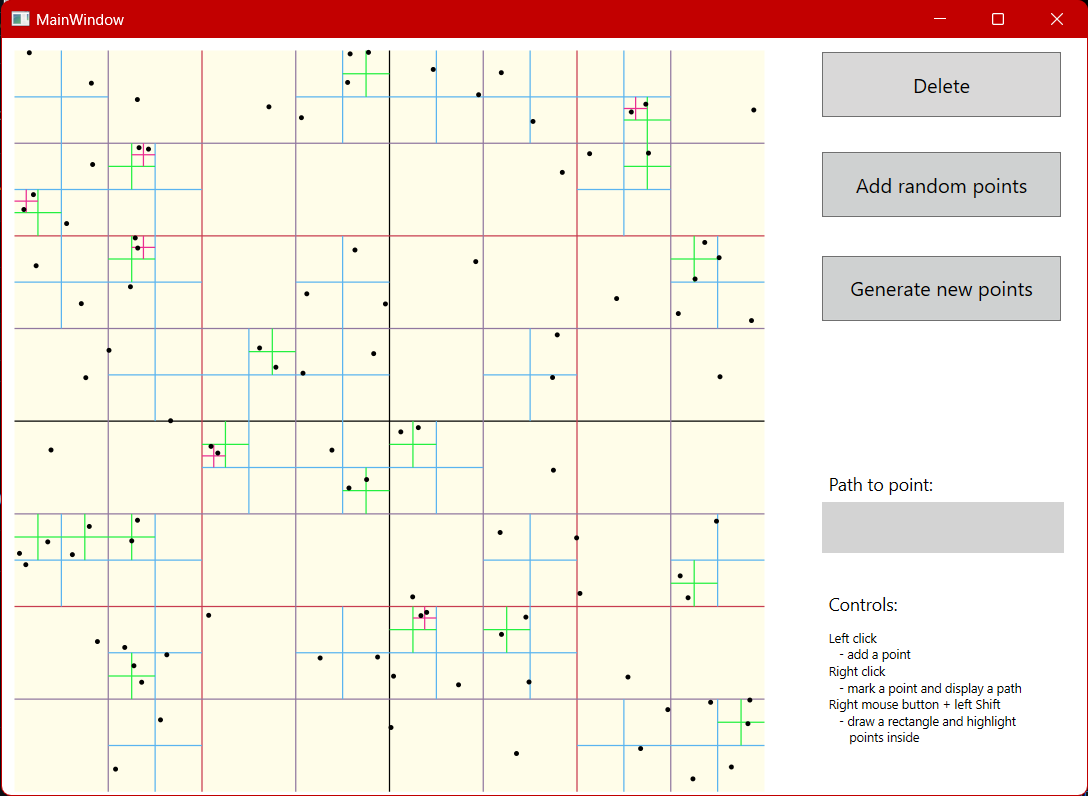 MainWindow
Delete
Add random points
Generate new points
Path to point:
Controls:
Left click
- add a point
Right click
- mark a point and display a path
Right mouse button + left Shift
- draw a rectangle and highlight
points inside